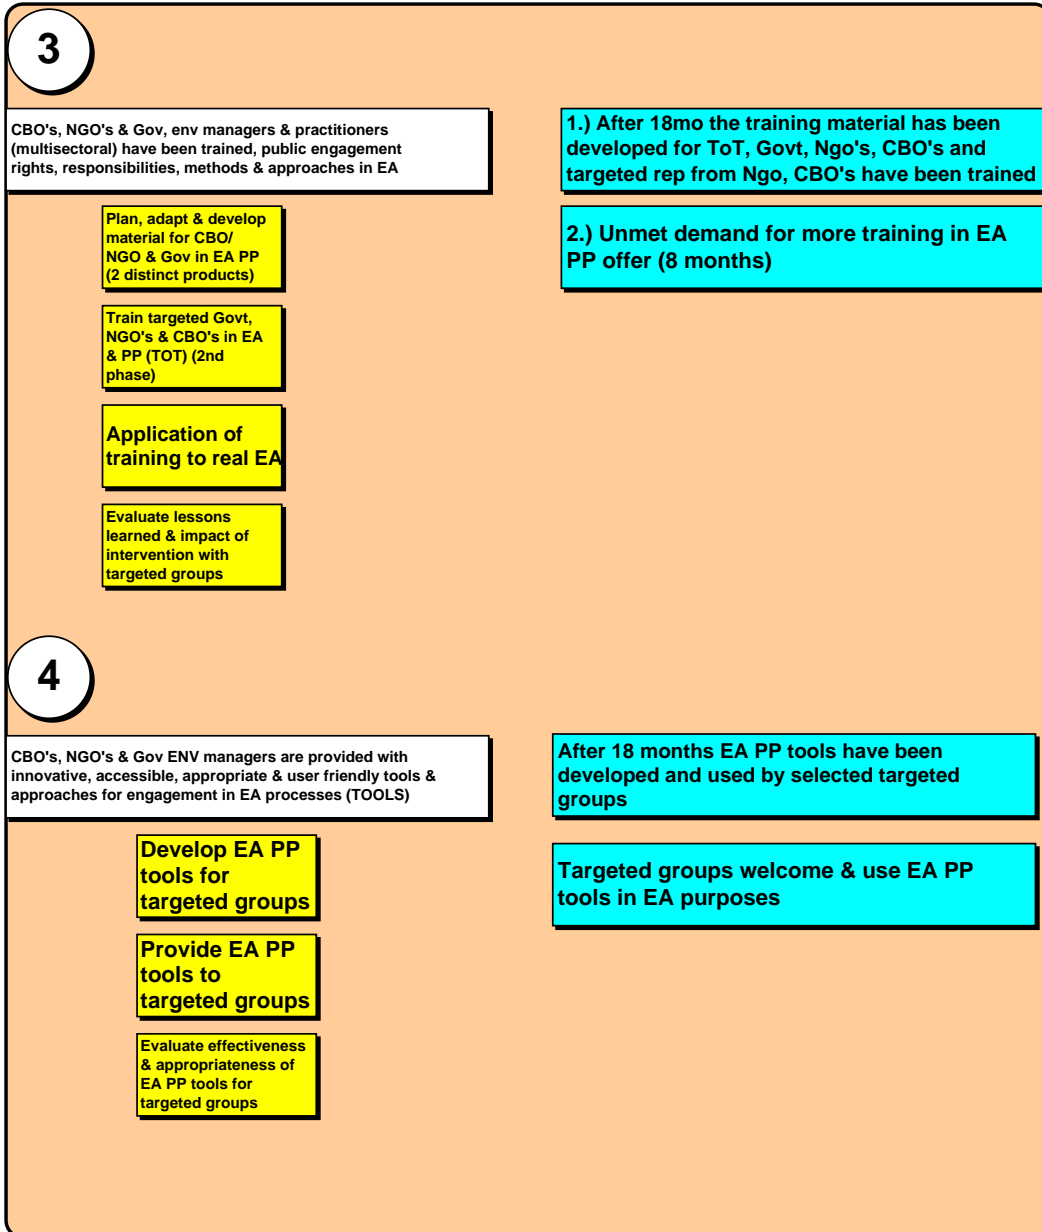 3
CBO's, NGO's & Gov, env managers & practitioners
(multisectoral) have been trained, public engagement
rights, responsibilities, methods & approaches in EA
1.) After 18mo the training material has been
developed for ToT, Govt, Ngo's, CBO's and
targeted rep from Ngo, CBO's have been trained
Plan, adapt & develop
material for CBO/
NGO & Gov in EA PP
(2 distinct products)
2.) Unmet demand for more training in EA
PP offer (8 months)
Train targeted Govt,
NGO's & CBO's in EA
& PP (TOT) (2nd
phase)
Application of
training to real EA
Evaluate lessons
learned & impact of
intervention with
targeted groups
4
CBO's, NGO's & Gov ENV managers are provided with
innovative, accessible, appropriate & user friendly tools &
approaches for engagement in EA processes (TOOLS)
After 18 months EA PP tools have been
developed and used by selected targeted
groups
Develop EA PP
tools for
targeted groups
Targeted groups welcome & use EA PP
tools in EA purposes
Provide EA PP
tools to
targeted groups
Evaluate effectiveness
& appropriateness of
EA PP tools for
targeted groups